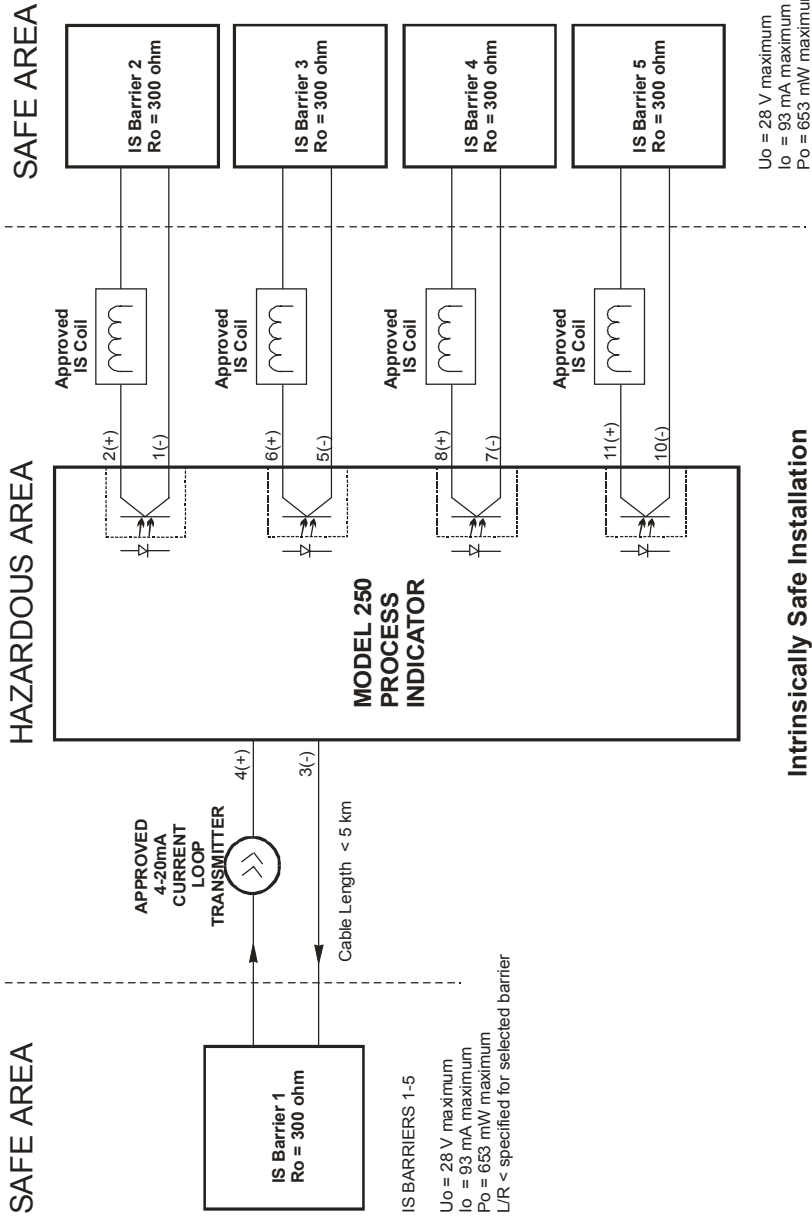 SAFE AREA
HAZARDOUS AREA
SAFE AREA
IS Barrier 1
Ro = 300 ohm
IS BARRIERS 1-5
Uo = 28 V maximum
Io = 93 mA maximum
Po = 653 mW maximum
L/R < specified for selected barrier
APPROVED
4-20mA
CURRENT
LOOP
TRANSMITTER
Cable Length < 5 km
4(+)
3(-)
MODEL 250
PROCESS
INDICATOR
2(+)
1(-)
Approved
IS Coil
IS Barrier 2
Ro = 300 ohm
6(+)
5(-)
Approved
IS Coil
IS Barrier 3
Ro = 300 ohm
8(+)
7(-)
Approved
IS Coil
IS Barrier 4
Ro = 300 ohm
11(+)
10(-)
Approved
IS Coil
IS Barrier 5
Ro = 300 ohm
Uo = 28 V maximum
Io = 93 mA maximum
Po = 653 mW
Intrinsically Safe Installation